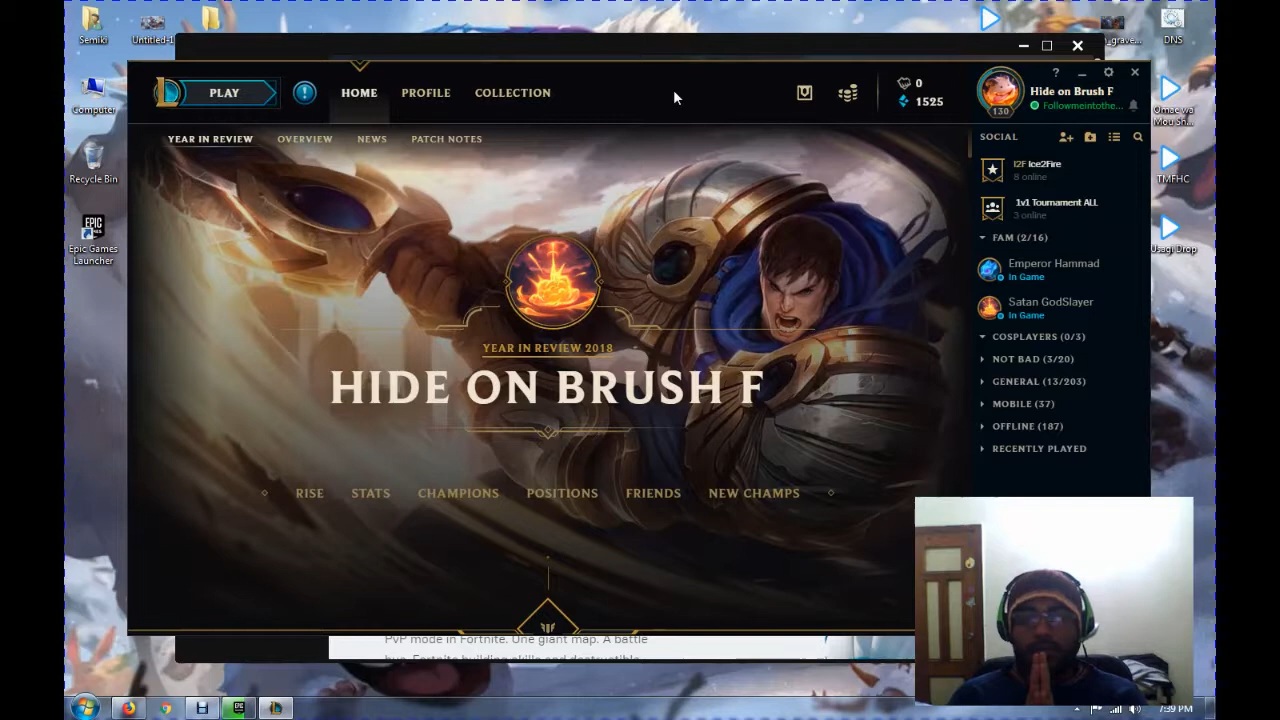 Semiki
Untitled-1
DNS
Computer
Recycle Bin
Epic Games
Launcher
TMFHC
Usagi Drop
PLAY
HOME
PROFILE
COLLECTION
0
1525
130
?
Hide on Brush F
Followmeintothe...
YEAR IN REVIEW
OVERVIEW
NEWS
PATCH NOTES
SOCIAL
I2F Ice2Fire
8 online
1v1 Tournament ALL
3 online
FAM (2/16)
Emperor Hammad
In Game
Satan GodSlayer
In Game
COSPLAYERS (0/3)
NOT BAD (3/20)
GENERAL (13/203)
MOBILE (37)
OFFLINE (187)
RECENTLY PLAYED
YEAR IN REVIEW 2018
HIDE ON BRUSH F
RISE
STATS
CHAMPIONS
POSITIONS
FRIENDS
NEW CHAMPS
PvP mode in Fortnite. One giant map. A battle
7:39 PM